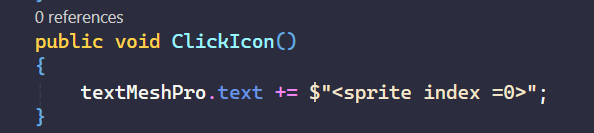 0 references
public void ClickIcon()
{
textMeshPro.text += $"<sprite index =0>";
}